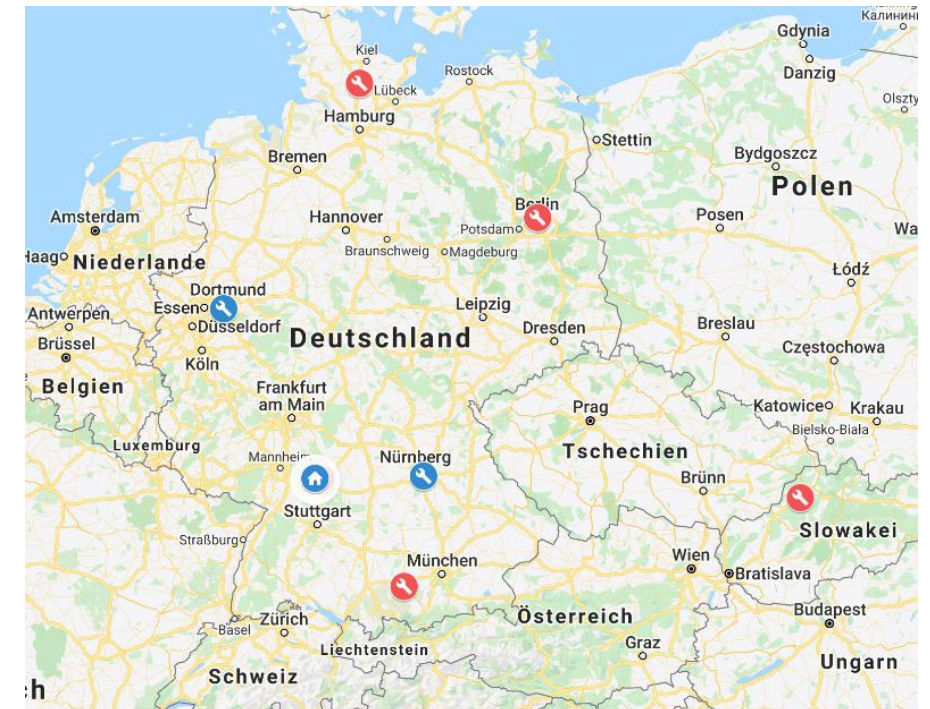 Gdynia
Kiel
Rostock
Danzig
Lübeck
Hamburg
Stettin
Bremen
Bydgoszcz
Polen
Berlin
Amsterdam
Hannover
Potsdam
Posen
Wa
Braunschweig
Magdeburg
Haag
Niederlande
Łódź
Dortmund
Essen
Leipzig
Antwerpen
Düsseldorf
Dresden
Breslau
Deutschland
Brüssel
Częstochowa
Köln
Belgien
Frankfurt
am Main
Prag
Katowice
Krakau
Bielsko-Biała
Luxemburg
Tschechien
Mannheim
Nürnberg
Brünn
Stuttgart
Slowakei
Straßburg
Wien
München
Bratislava
Budapest
Österreich
Zürich
Basel
Graz
Liechtenstein
Ungarn
Schweiz